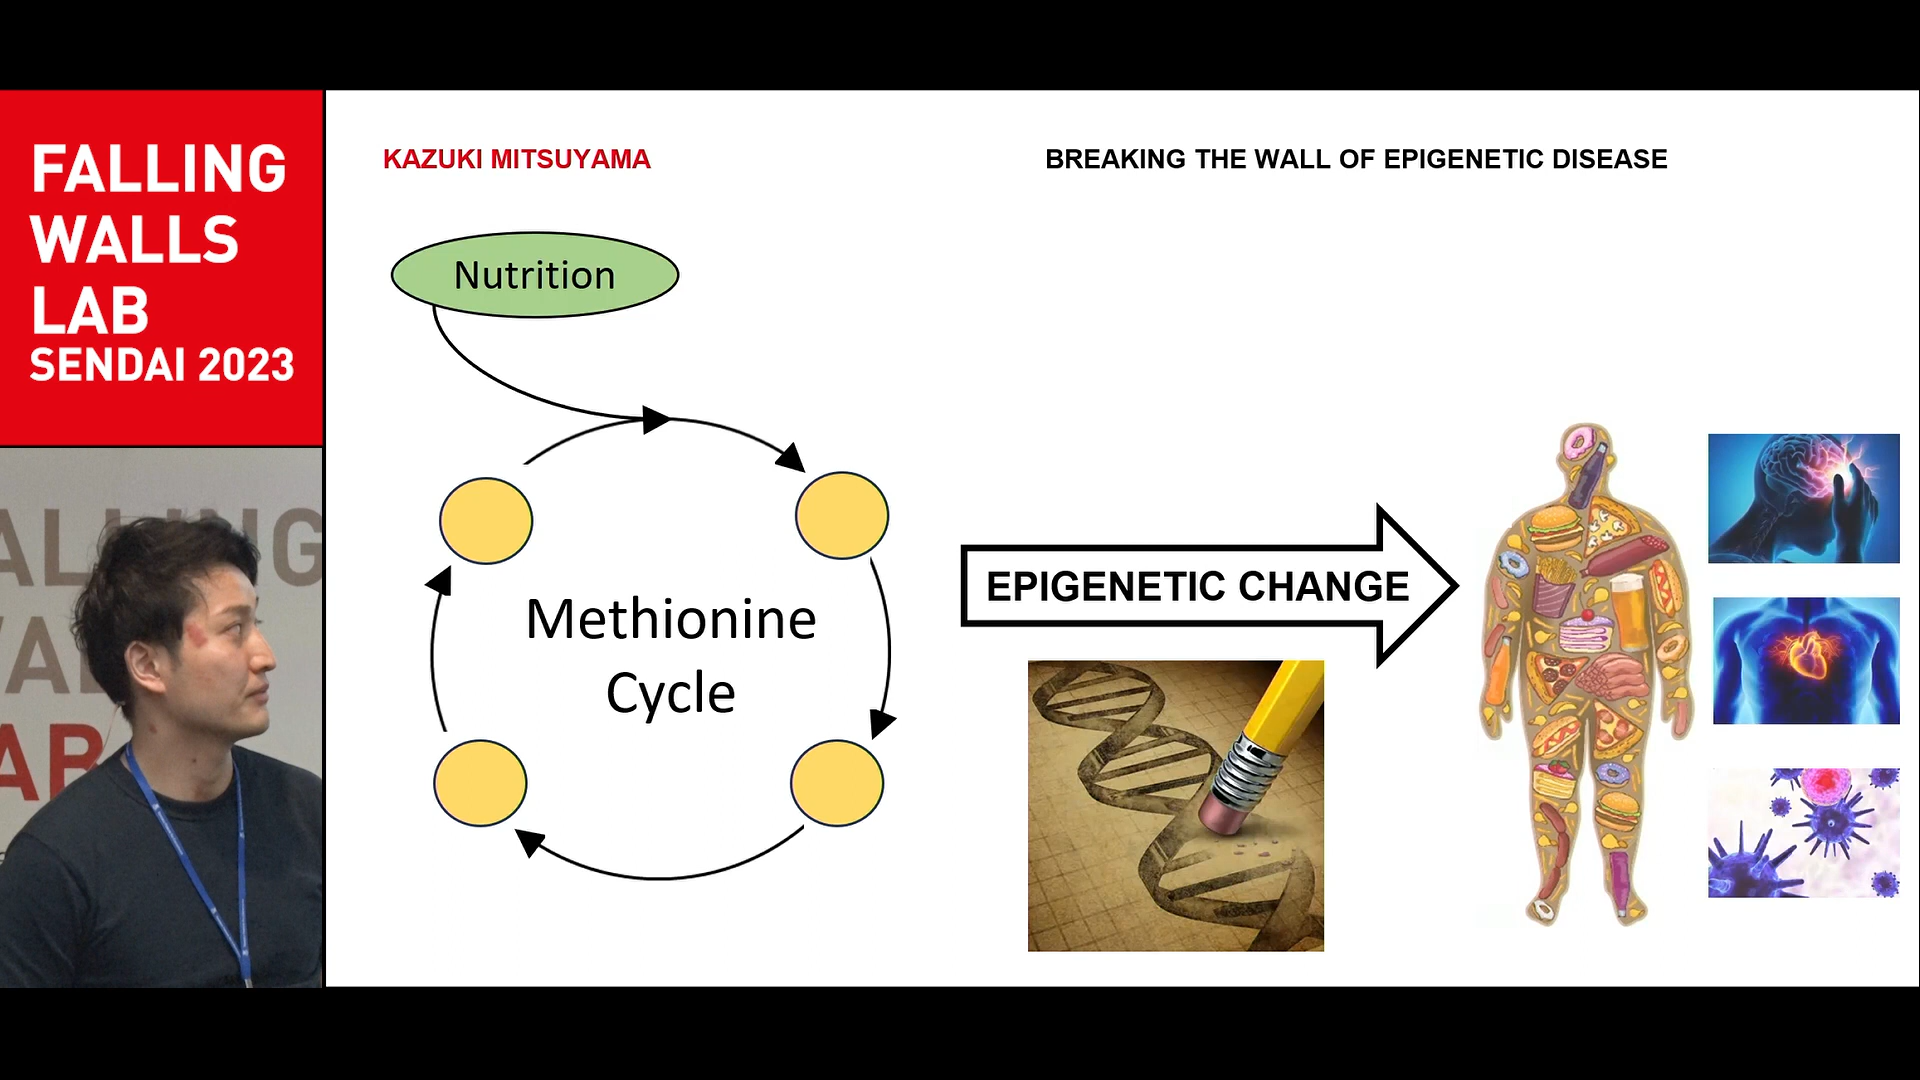 FALLING
WALLS
LAB
SENDAI 2023
KAZUKI MITSUYAMA
BREAKING THE WALL OF EPIGENETIC DISEASE
Nutrition
Methionine
Cycle
EPIGENETIC CHANGE